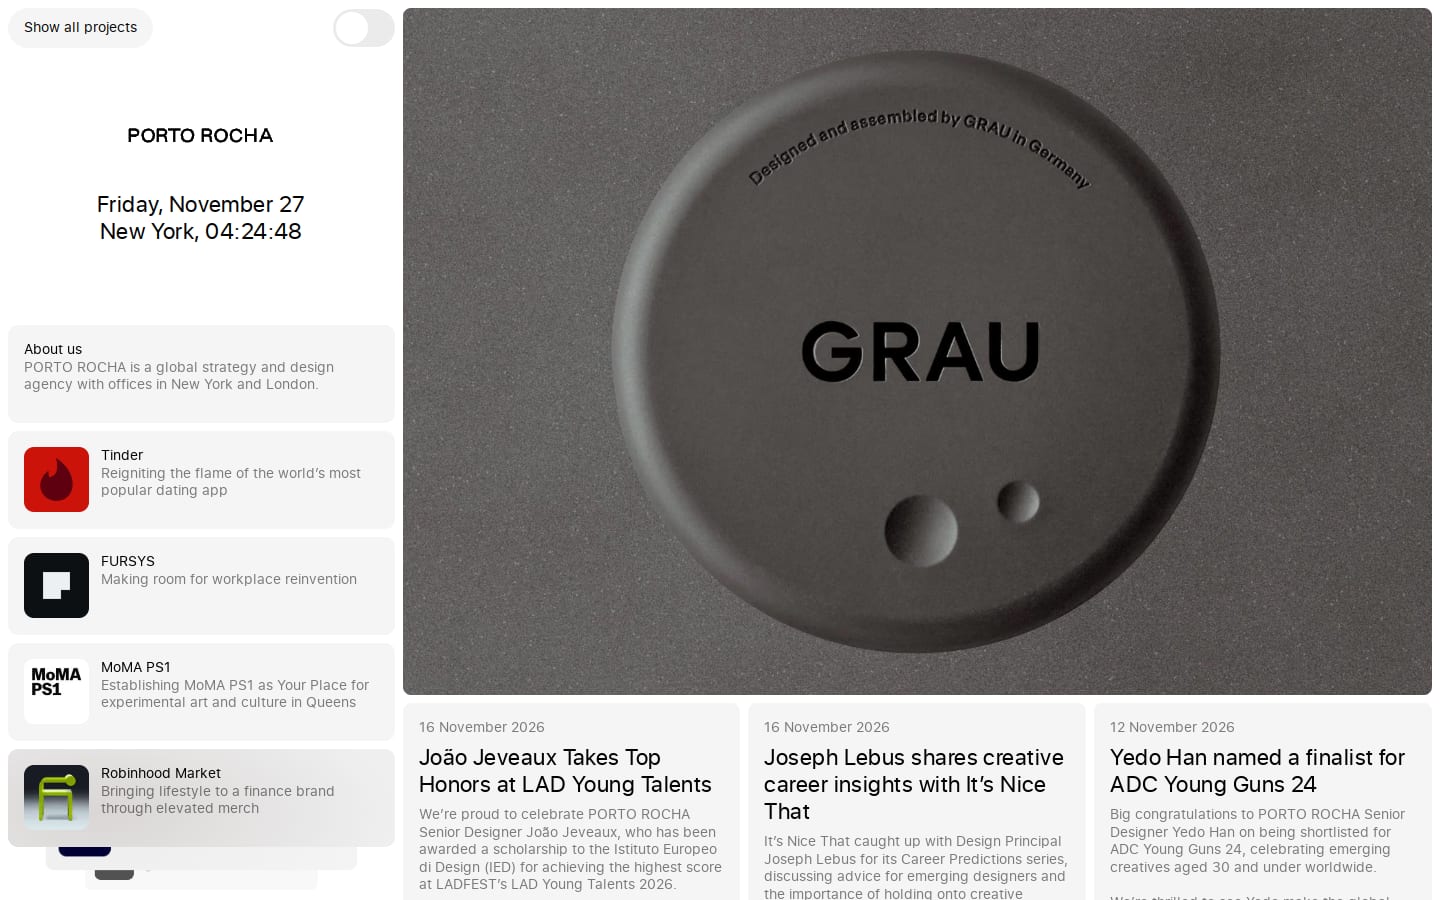 Show all projects
PORTO ROCHA
Friday, November 27
New York, 04:24:48
About us
PORTO ROCHA is a global strategy and design
agency with offices in New York and London.
Tinder
Reigniting the flame of the world’s most
popular dating app
FURSYS
Making room for workplace reinvention
MoMA
PS1
MoMA PS1
Establishing MoMA PS1 as Your Place for
experimental art and culture in Queens
Robinhood Market
Bringing lifestyle to a finance brand
through elevated merch
Designed and assembled by GRAU in Germany
GRAU
16 November 2026
João Jeveaux Takes Top
Honors at LAD Young Talents
We’re proud to celebrate PORTO ROCHA
Senior Designer João Jeveaux, who has been
awarded a scholarship to the Istituto Europeo
di Design (IED) for achieving the highest score
at LADFEST’s LAD Young Talents 2026.
16 November 2026
Joseph Lebus shares creative
career insights with It’s Nice
That
It’s Nice That caught up with Design Principal
Joseph Lebus for its Career Predictions series,
discussing advice for emerging designers and
the importance of holding onto creative
12 November 2026
Yedo Han named a finalist for
ADC Young Guns 24
Big congratulations to PORTO ROCHA Senior
Designer Yedo Han on being shortlisted for
ADC Young Guns 24, celebrating emerging
creatives aged 30 and under worldwide.
We’re thrilled to see Yedo make the global